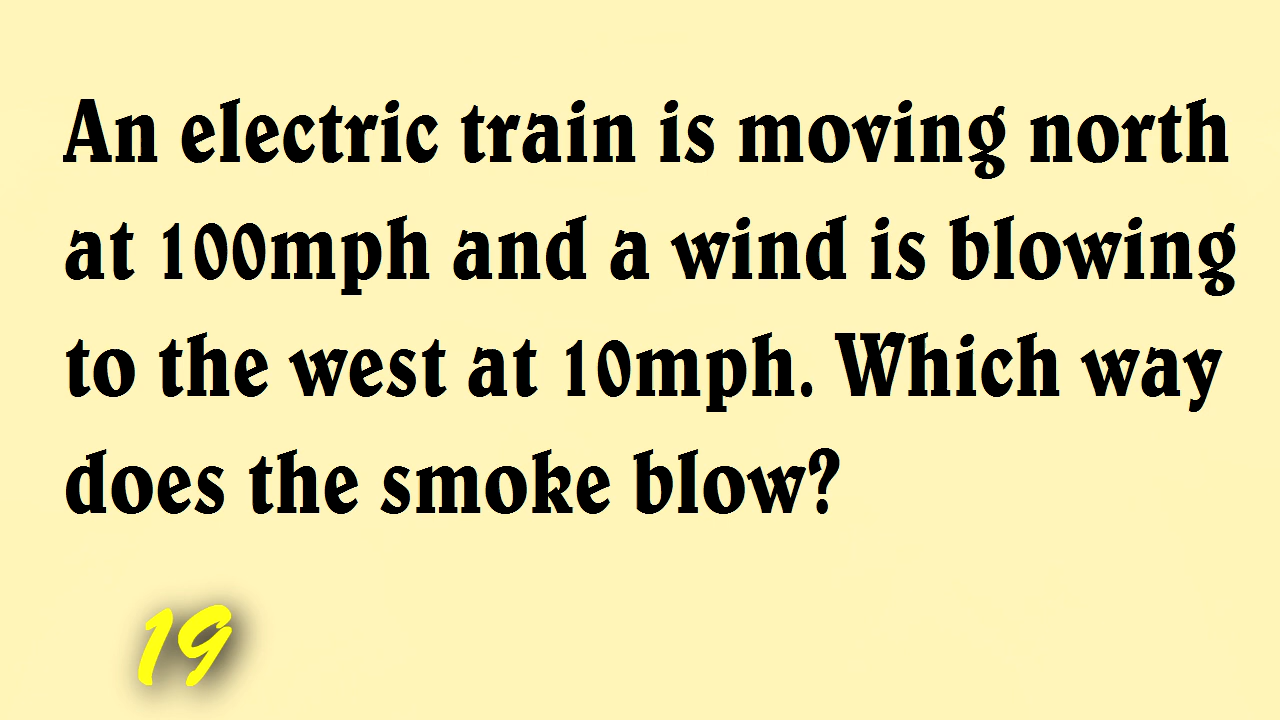 An electric train is moving north
at 100mph and a wind is blowing
to the west at 10mph. Which way
does the smoke blow?
19